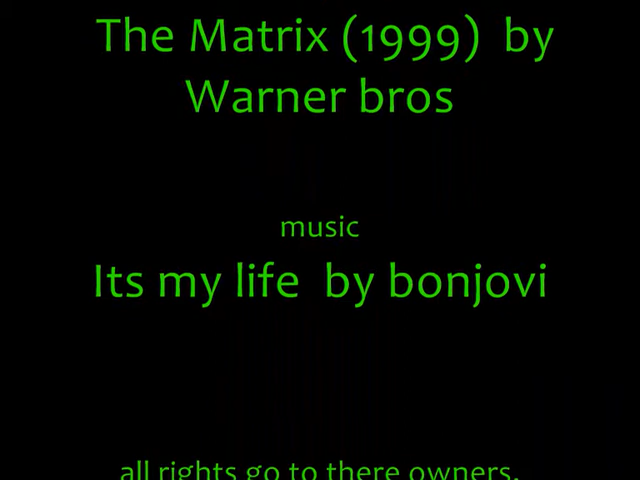 The Matrix (1999) by
Warner bros
music
Its my life by bonjovi
all rights go to there owners.